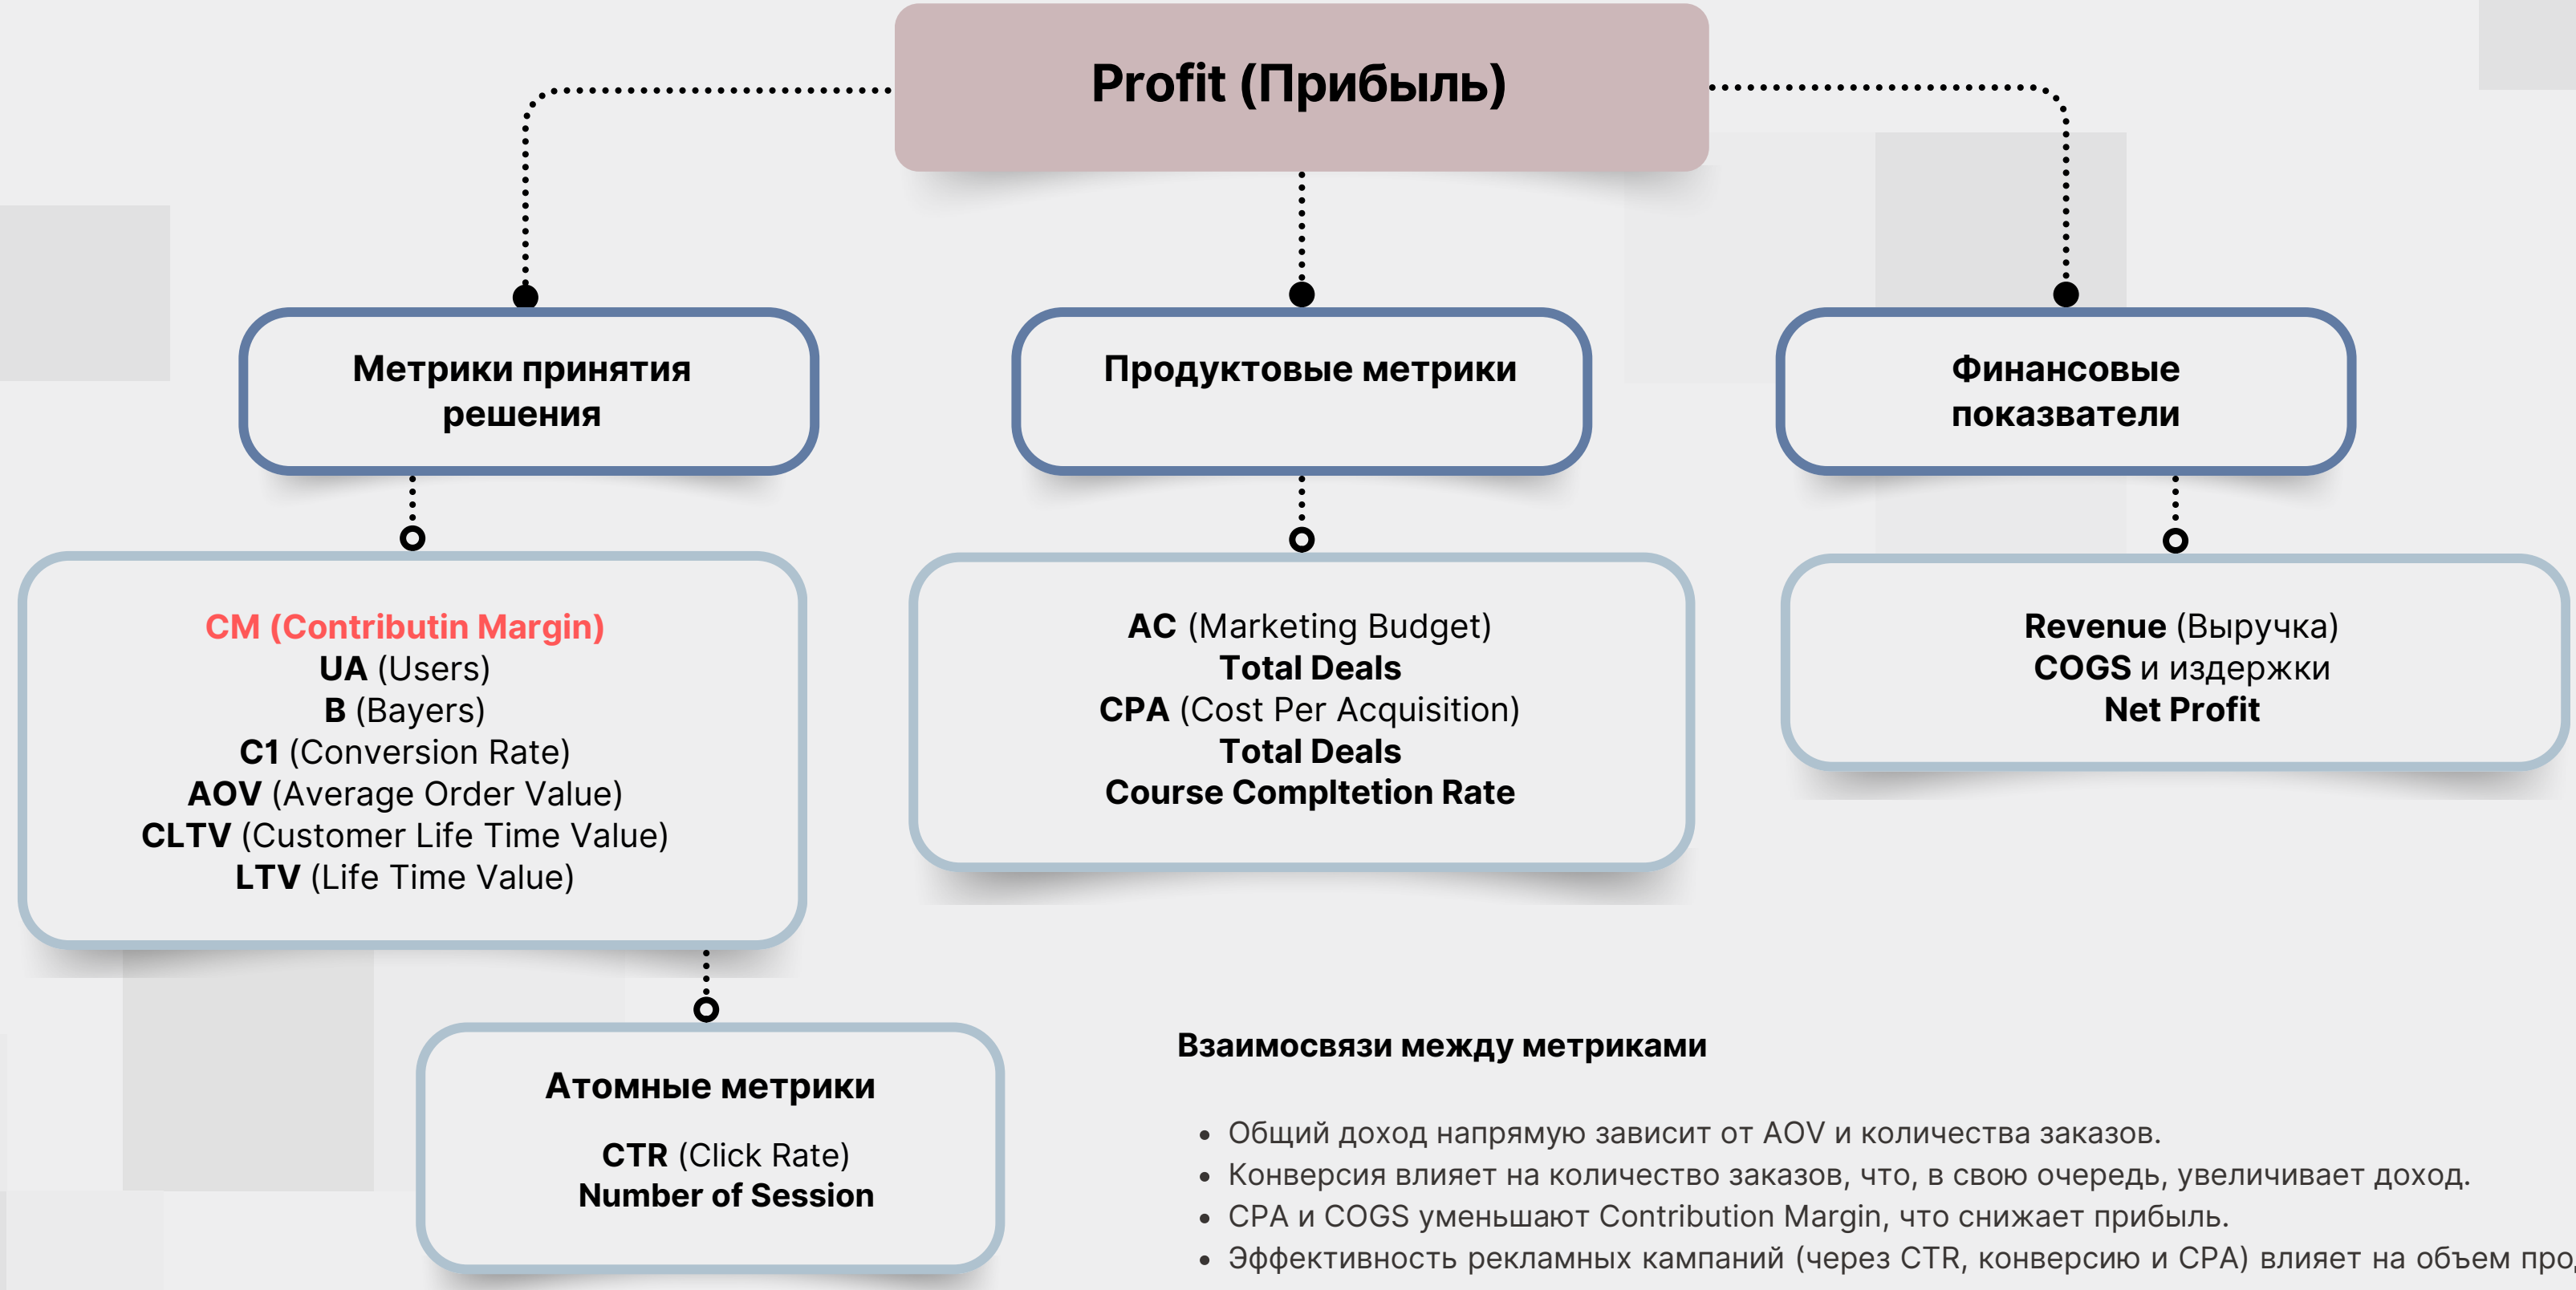 Profit (Прибыль)
Метрики принятия
решения
Продуктовые метрики
Финансовые
показватели
CM (Contributin Margin)
UA (Users)
B (Bayers)
C1 (Conversion Rate)
AOV (Average Order Value)
CLTV (Customer Life Time Value)
LTV (Life Time Value)
AC (Marketing Budget)
Total Deals
CPA (Cost Per Acquisition)
Total Deals
Course Compltetion Rate
Revenue (Выручка)
COGS и издержки
Net Profit
Атомные метрики
CTR (Click Rate)
Number of Session
Взаимосвязи между метриками
• Общий доход напрямую зависит от AOV и количества заказов.
• Конверсия влияет на количество заказов, что, в свою очередь, увеличивает доход.
• CPA и COGS уменьшают Contribution Margin, что снижает прибыль.
• Эффективность рекламных кампаний (через CTR, конверсию и CPA) влияет на объем